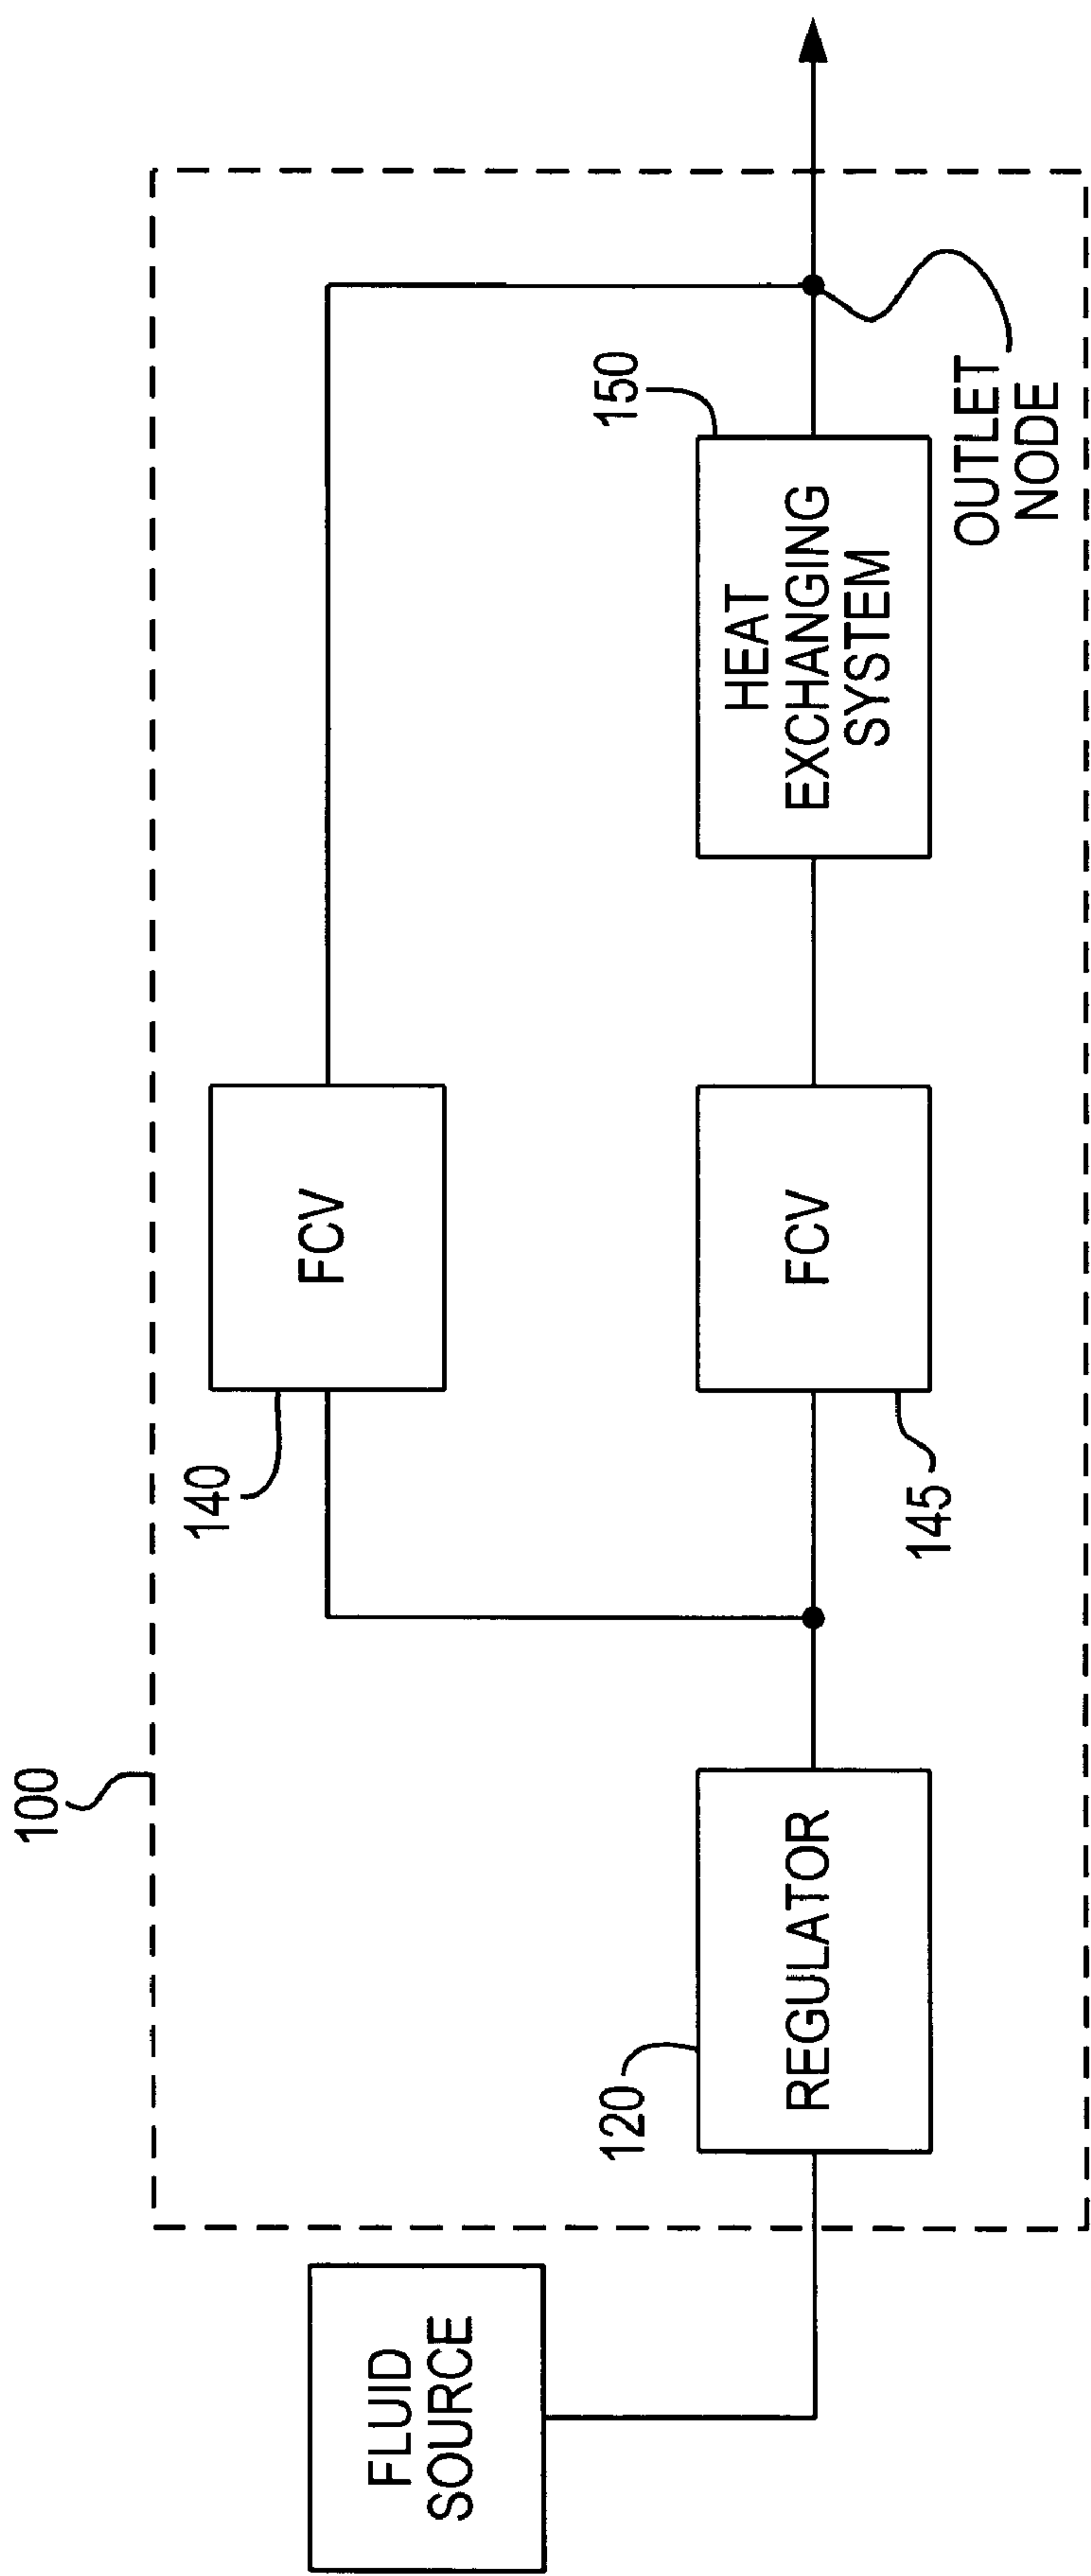 100
FLUID
SOURCE
120
REGULATOR
140
FCV
145
FCV
150
HEAT
EXCHANGING
SYSTEM
OUTLET
NODE